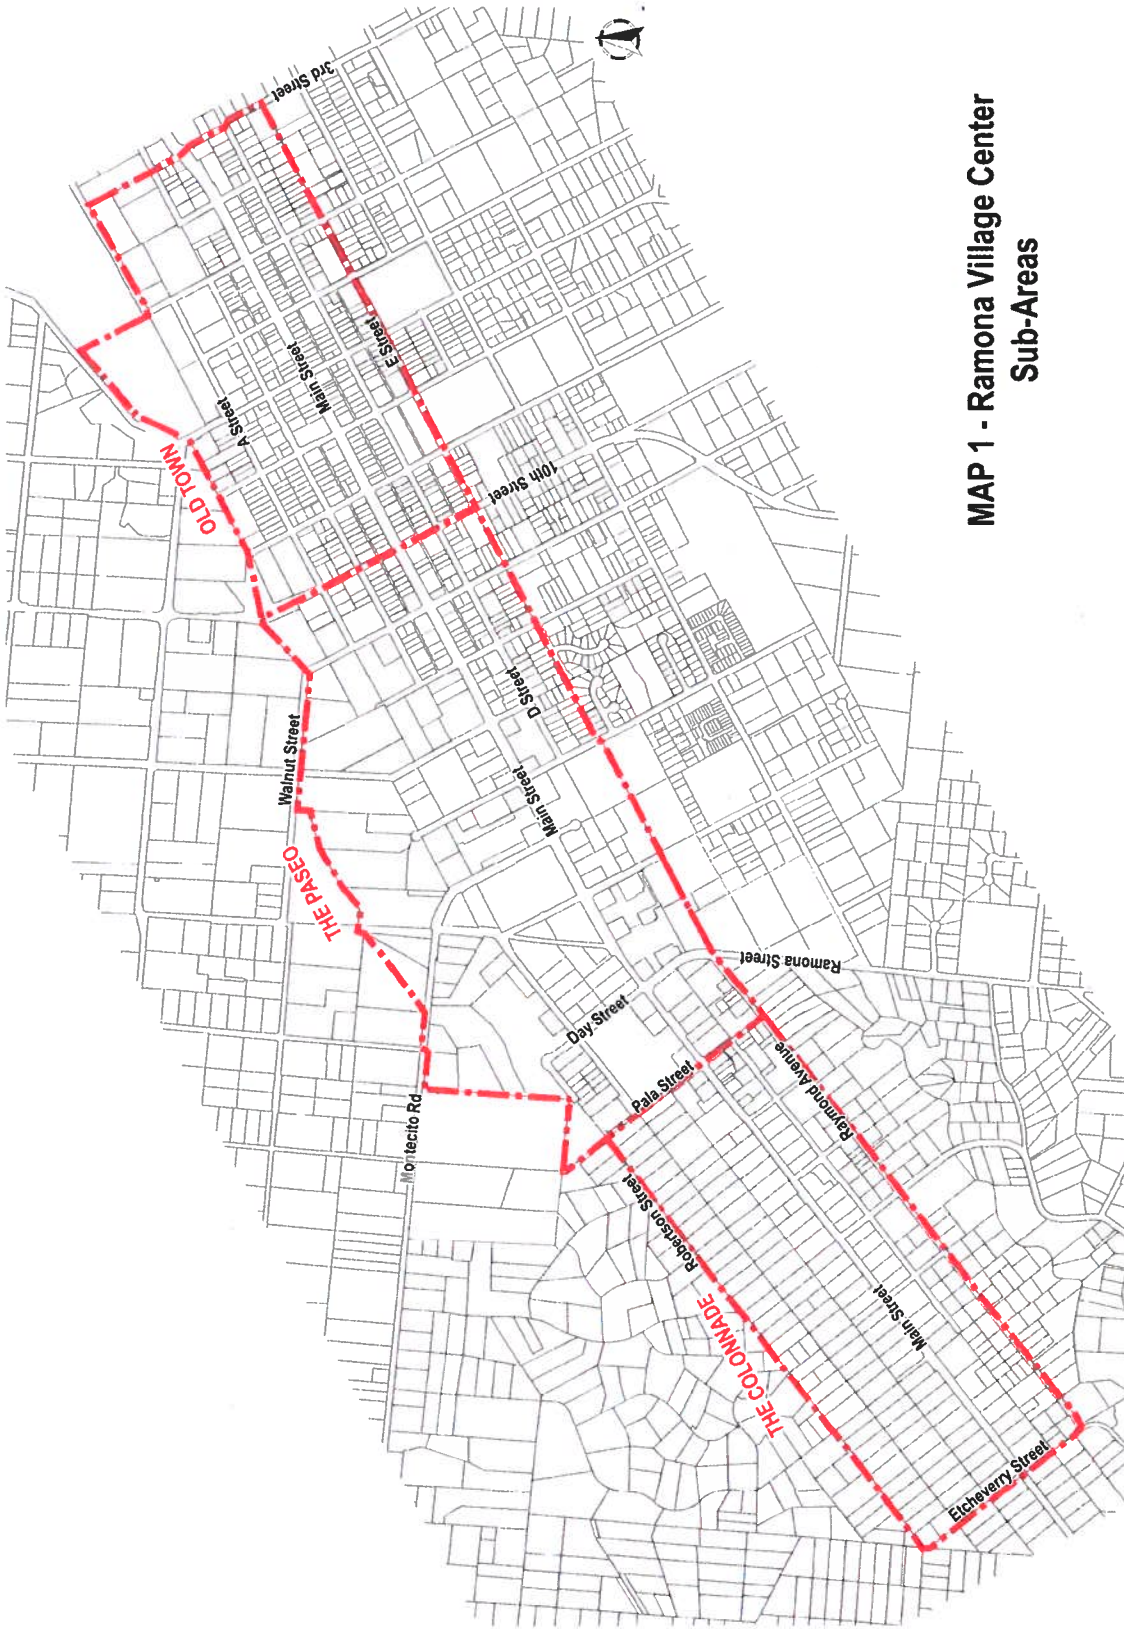 3rd Street
A Street
Main Street
E Street
OLD TOWN
10th Street
Walnut Street
D Street
Main Street
THE PASEO
Ramona Street
Day Street
Pala Street
Raymond Avenue
Montecito Rd
Robertson Street
THE COLONNADE
Main Street
Etcheverry Street
MAP 1 - Ramona Village Center
Sub-Areas